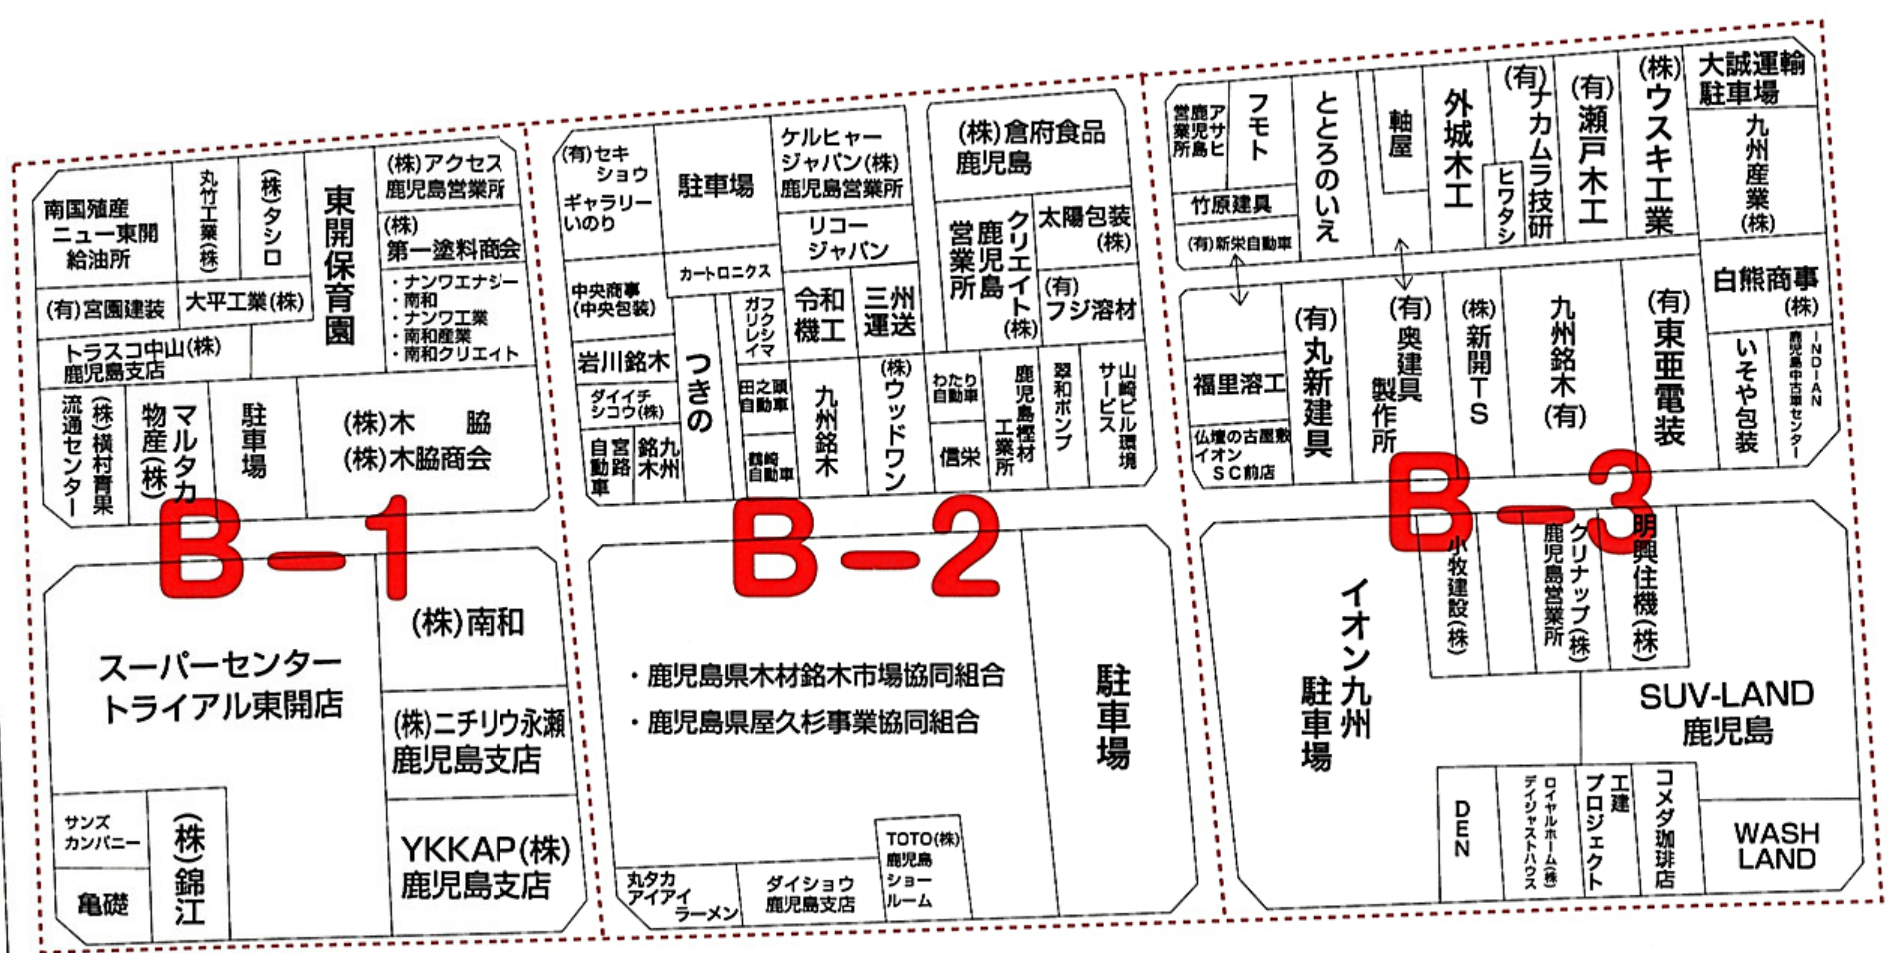 南国殖産
ニュー東開
給油所
丸竹工業(株)
(株)タシロ
東開保育園
(株)アクセス
鹿児島営業所
(株)
第一塗料商会
・ナンワエナジー
・南和
・ナンワ工業
・南和産業
・南和クリエイト
(有)宮園建装
大平工業(株)
トラスコ中山(株)
鹿児島支店
(株)横村青果
流通センター
マルタカ
物産(株)
駐車場
(株)木 脇
(株)木脇商会
B-1
スーパーセンター
トライアル東開店
(株)南和
(株)ニチリウ永瀬
鹿児島支店
YKKAP(株)
鹿児島支店
サンズ
カンパニー
亀礎
(株)錦江
(有)セキ
ショウ
ギャラリー
いのり
駐車場
ケルヒャー
ジャパン(株)
鹿児島営業所
リコー
ジャパン
カートロニクス
中央商事
(中央包装)
ガクシマ
フリレイ
令和
機工
三州
運送
岩川銘木
つきの
ダイイチ
シコウ(株)
宮路
自動車
九州
銘木
田之頭
自動車
鶴崎
自動車
九州銘木
(株)ウッドワン
(株)倉府食品
鹿児島
クリエイト(株)
鹿児島
営業所
太陽包装
(株)
(有)
フジ溶材
わたり
自動車
信栄
鹿児島樫材
工業所
翠和ポンプ
山崎ビル環境
サービス
B-2
・鹿児島県木材銘木市場協同組合
・鹿児島県屋久杉事業協同組合
駐車場
丸タカ
アイアイ
ラーメン
ダイショウ
鹿児島支店
TOTO(株)
鹿児島
ショー
ルーム
アサヒ
鹿児島
営業所
フモト
竹原建具
(有)新栄自動車
ととろのいえ
軸屋
外城木工
(有)ナカムラ技研
ヒワタシ
(有)瀬戸木工
(株)ウスキ工業
大誠運輸
駐車場
九州産業(株)
白熊商事
(株)
福里溶工
仏壇の古屋敷
イオン
SC前店
(有)丸新建具
(有)奥建具
製作所
(株)新開TS
九州銘木(有)
(有)東亜電装
いそや包装
INDIAN
鹿児島中古車センター
B-3
イオン九州
駐車場
小牧建設(株)
クリナップ(株)
鹿児島営業所
明興住機(株)
SUV-LAND
鹿児島
DEN
ロイヤルホーム(株)
デイジャストハウス
工建
プロジェクト
コメダ珈琲店
WASH
LAND